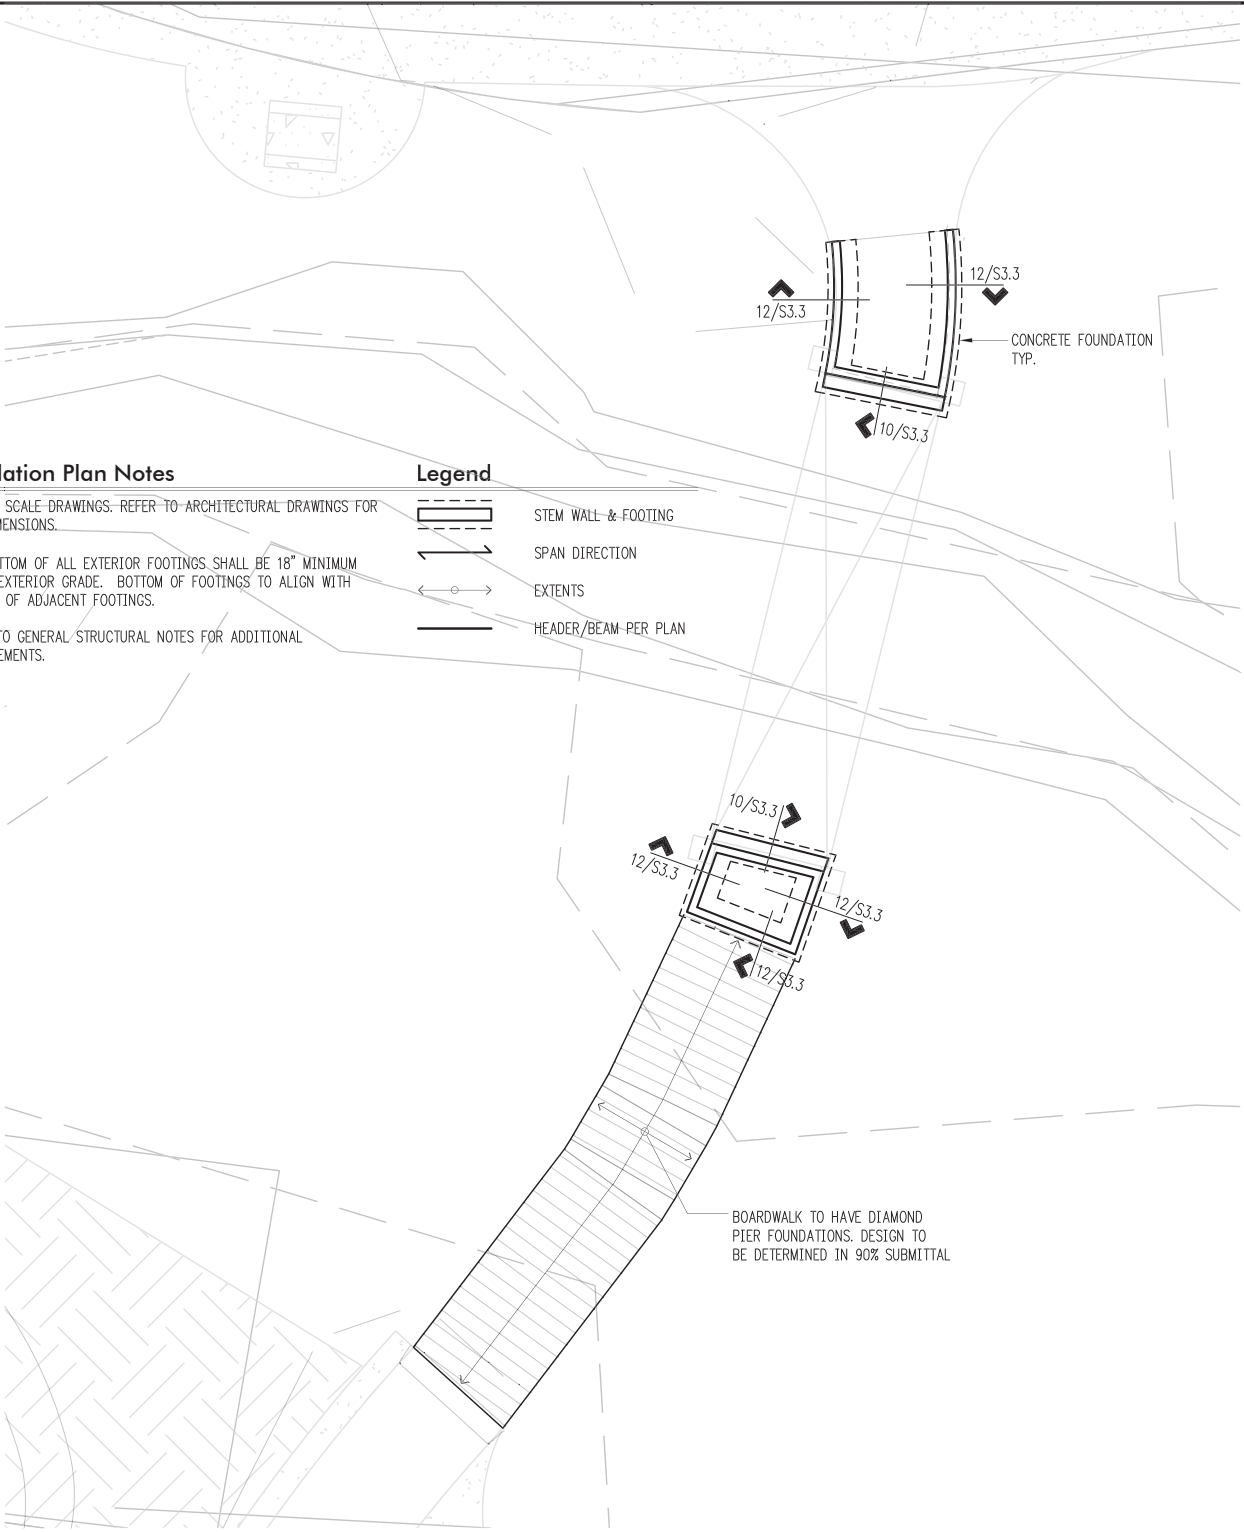 12/S3.3
12/S3.3
CONCRETE FOUNDATION
TYP.
10/S3.3
lation Plan Notes
SCALE DRAWINGS. REFER TO ARCHITECTURAL DRAWINGS FOR
MENSIONS.
TTOM OF ALL EXTERIOR FOOTINGS SHALL BE 18" MINIMUM
EXTERIOR GRADE. BOTTOM OF FOOTINGS TO ALIGN WITH
OF ADJACENT FOOTINGS.
TO GENERAL STRUCTURAL NOTES FOR ADDITIONAL
EMENTS.
Legend
STEM WALL & FOOTING
SPAN DIRECTION
EXTENTS
HEADER/BEAM PER PLAN
10/S3.3
12/S3.3
12/S3.3
12/S3.3
BOARDWALK TO HAVE DIAMOND
PIER FOUNDATIONS. DESIGN TO
BE DETERMINED IN 90% SUBMITTAL